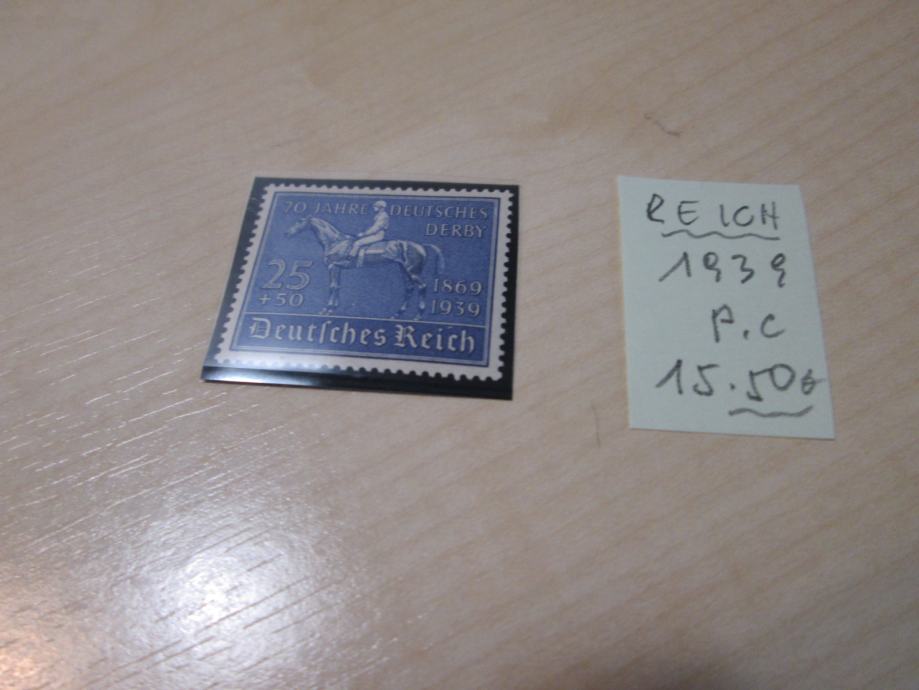 70 JAHRE DEUTSCHES
DERBY
25
+50
1869
1939
Deutſches Reich
REICH
1939
P.C
15.50€